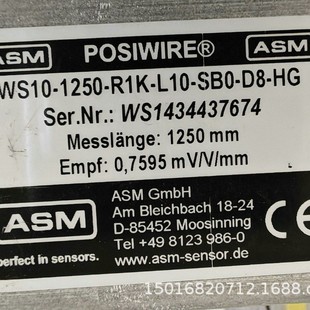 ASM POSIWIRE® ASM
WS10-1250-R1K-L10-SB0-D8-HG
Ser.Nr.: WS1434437674
Messlänge: 1250 mm
Empf: 0,7595 mV/V/mm
ASM
perfect in sensors.
ASM GmbH
Am Bleichbach 18-24
D-85452 Moosinning
Tel +49 8123 986-0
www.asm-sensor.de
CE
15016820712.1688.c